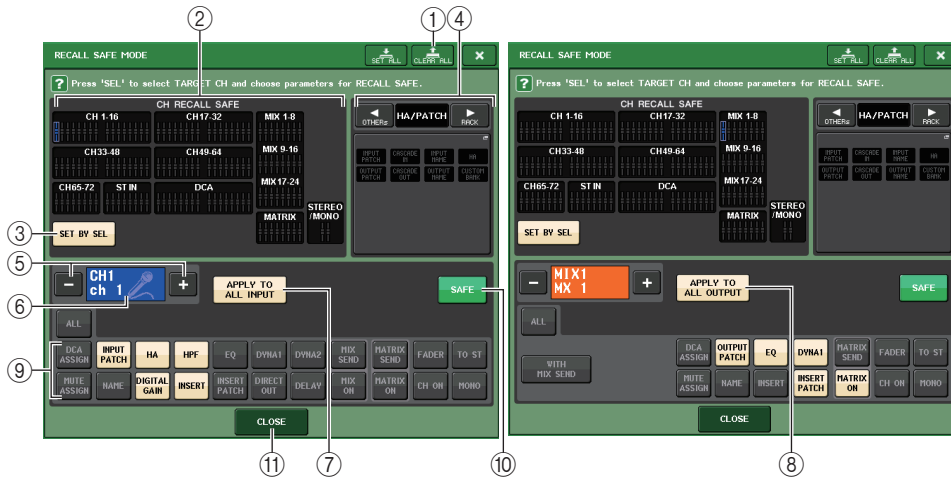 ① ② ④
RECALL SAFE MODE
SET ALL
CLEAR ALL
×
? Press 'SEL' to select TARGET CH and choose parameters for RECALL SAFE.
CH RECALL SAFE
CH 1-16
CH17-32
MIX 1-8
CH33-48
CH49-64
MIX 9-16
CH65-72
ST IN
DCA
MIX17-24
MATRIX
STEREO
/MONO
OTHERs
HA/PATCH
RACK
INPUT
PATCH
CASCADE
IN
INPUT
NAME
HA
OUTPUT
PATCH
CASCADE
OUT
OUTPUT
NAME
CUSTOM
BANK
③
SET BY SEL
⑤
−
CH1
ch 1
+
⑥
APPLY TO
ALL INPUT
SAFE
ALL
⑨
DCA
ASSIGN
INPUT
PATCH
HA
HPF
EQ
DYNA1
DYNA2
MIX
SEND
MATRIX
SEND
FADER
TO ST
MUTE
ASSIGN
NAME
DIGITAL
GAIN
INSERT
INSERT
PATCH
DIRECT
OUT
DELAY
MIX
ON
MATRIX
ON
CH ON
MONO
CLOSE
⑪ ⑦ ⑩
RECALL SAFE MODE
SET ALL
CLEAR ALL
×
? Press 'SEL' to select TARGET CH and choose parameters for RECALL SAFE.
CH RECALL SAFE
CH 1-16
CH17-32
MIX 1-8
CH33-48
CH49-64
MIX 9-16
CH65-72
ST IN
DCA
MIX17-24
MATRIX
STEREO
/MONO
OTHERs
HA/PATCH
RACK
INPUT
PATCH
CASCADE
IN
INPUT
NAME
HA
OUTPUT
PATCH
CASCADE
OUT
OUTPUT
NAME
CUSTOM
BANK
SET BY SEL
−
MIX1
MX 1
+
APPLY TO
ALL OUTPUT
SAFE
ALL
WITH
MIX SEND
DCA
ASSIGN
OUTPUT
PATCH
EQ
DYNA1
MATRIX
SEND
FADER
TO ST
MUTE
ASSIGN
NAME
INSERT
INSERT
PATCH
MATRIX
ON
CH ON
MONO
CLOSE
⑧